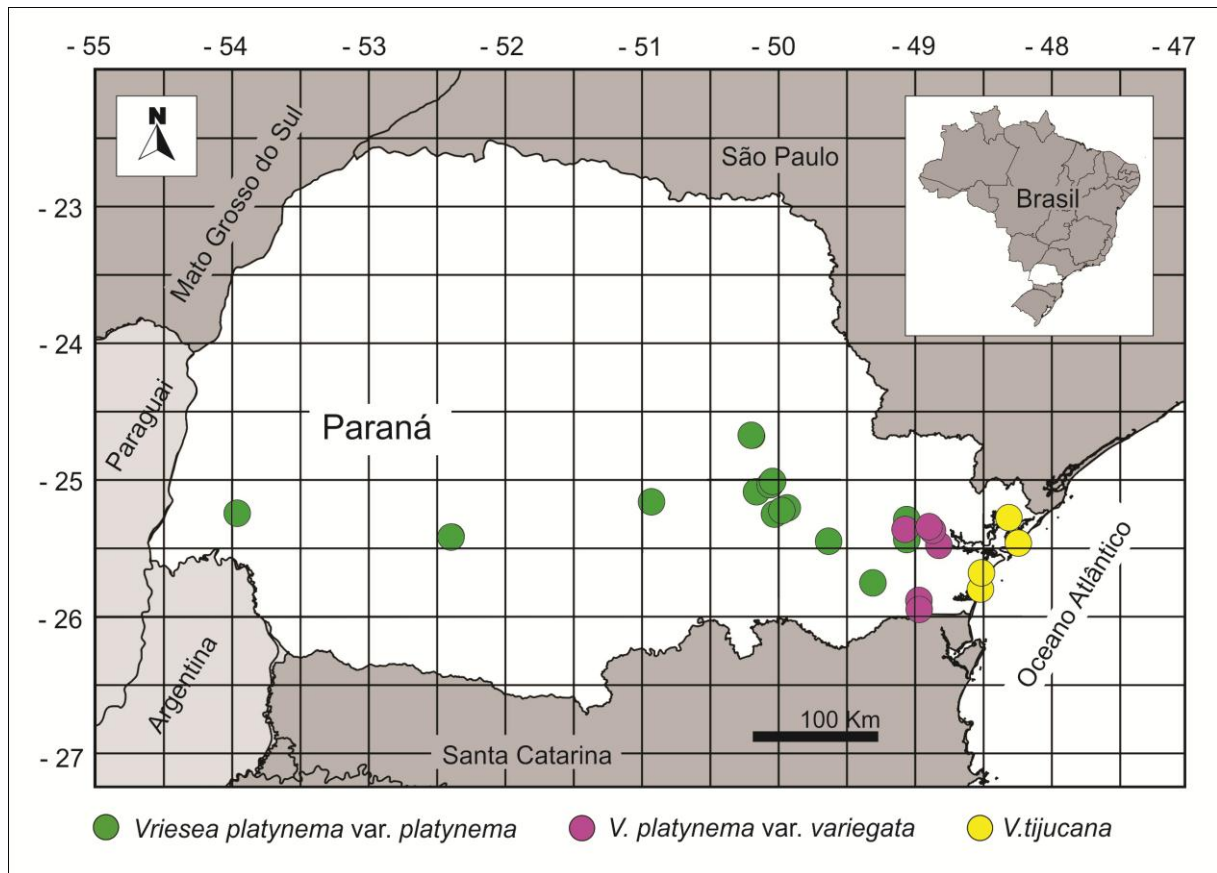 - 55 - 54 - 53 - 52 - 51 - 50 - 49 - 48 - 47
N
Mato Grosso do Sul
São Paulo
Brasil
- 23
- 24
Paraguai
Paraná
- 25
Oceano Atlântico
- 26
Argentina
100 Km
Santa Catarina
- 27
Vriesea platynema var. platynema
V. platynema var. variegata
V.tijucana